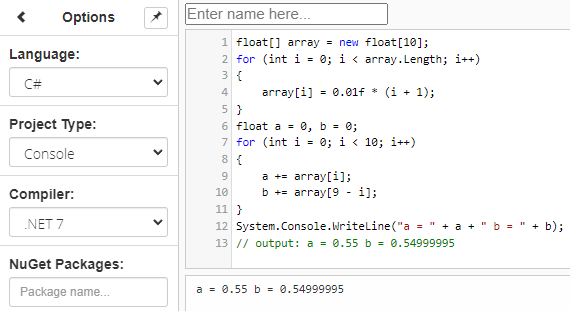 Options
Language:
C#
Project Type:
Console
Compiler:
.NET 7
NuGet Packages:
Package name...
Enter name here...
1 float[] array = new float[10];
2 for (int i = 0; i < array.Length; i++)
3 {
4     array[i] = 0.01f * (i + 1);
5 }
6 float a = 0, b = 0;
7 for (int i = 0; i < 10; i++)
8 {
9     a += array[i];
10     b += array[9 - i];
11 }
12 System.Console.WriteLine("a = " + a + " b = " + b);
13 // output: a = 0.55 b = 0.54999995
a = 0.55 b = 0.54999995